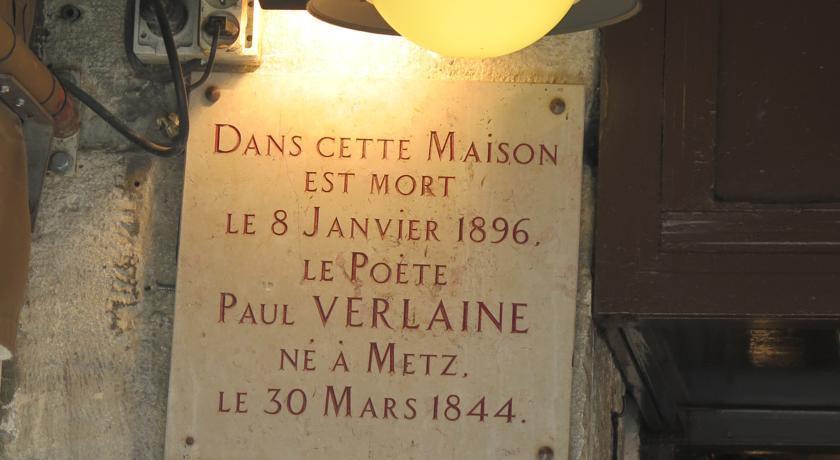 DANS CETTE MAISON
EST MORT
LE 8 JANVIER 1896,
LE POÈTE
PAUL VERLAINE
NÉ À METZ,
LE 30 MARS 1844.